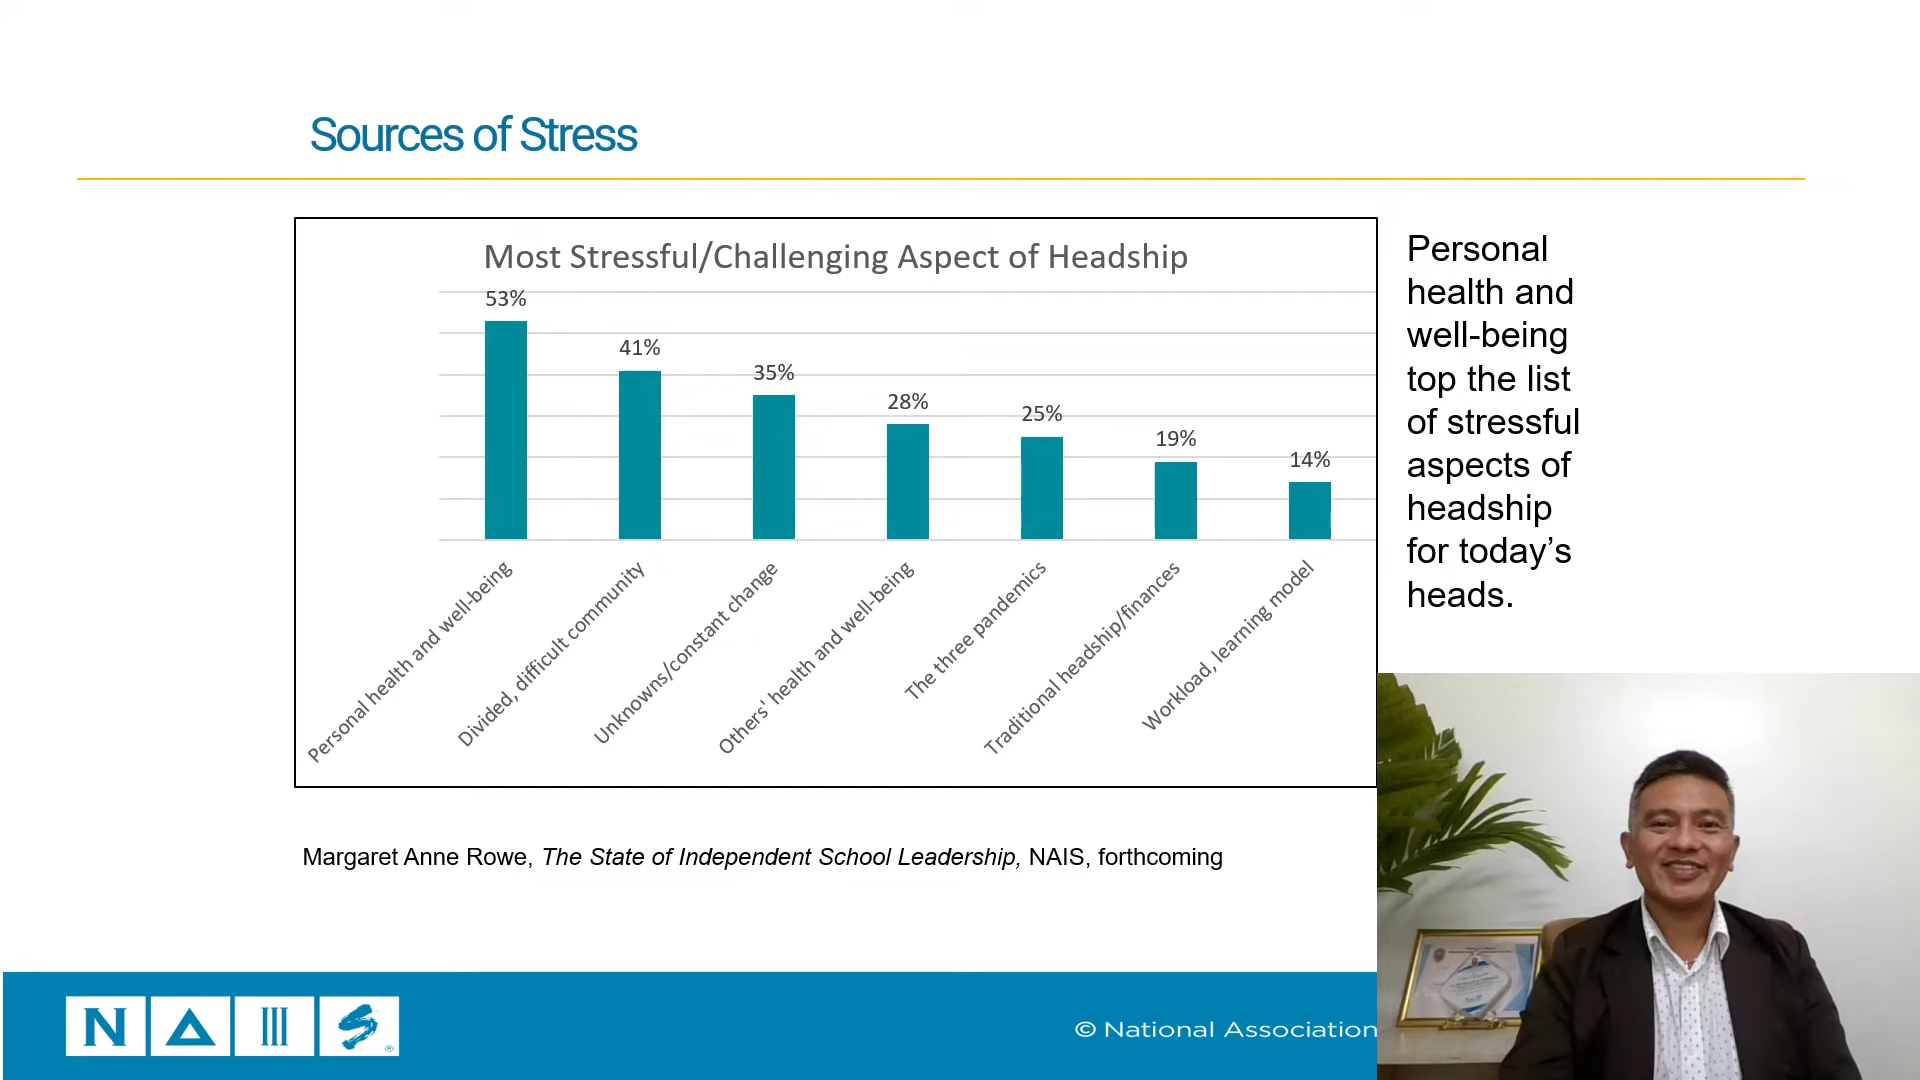 Sources of Stress
Most Stressful/Challenging Aspect of Headship
53%
41%
35%
28%
25%
19%
14%
Personal health and well-being
Divided, difficult community
Unknowns/constant change
Others' health and well-being
The three pandemics
Traditional headship/finances
Workload, learning model
Personal
health and
well-being
top the list
of stressful
aspects of
headship
for today’s
heads.
Margaret Anne Rowe, The State of Independent School Leadership, NAIS, forthcoming
NAIS®
© National Association